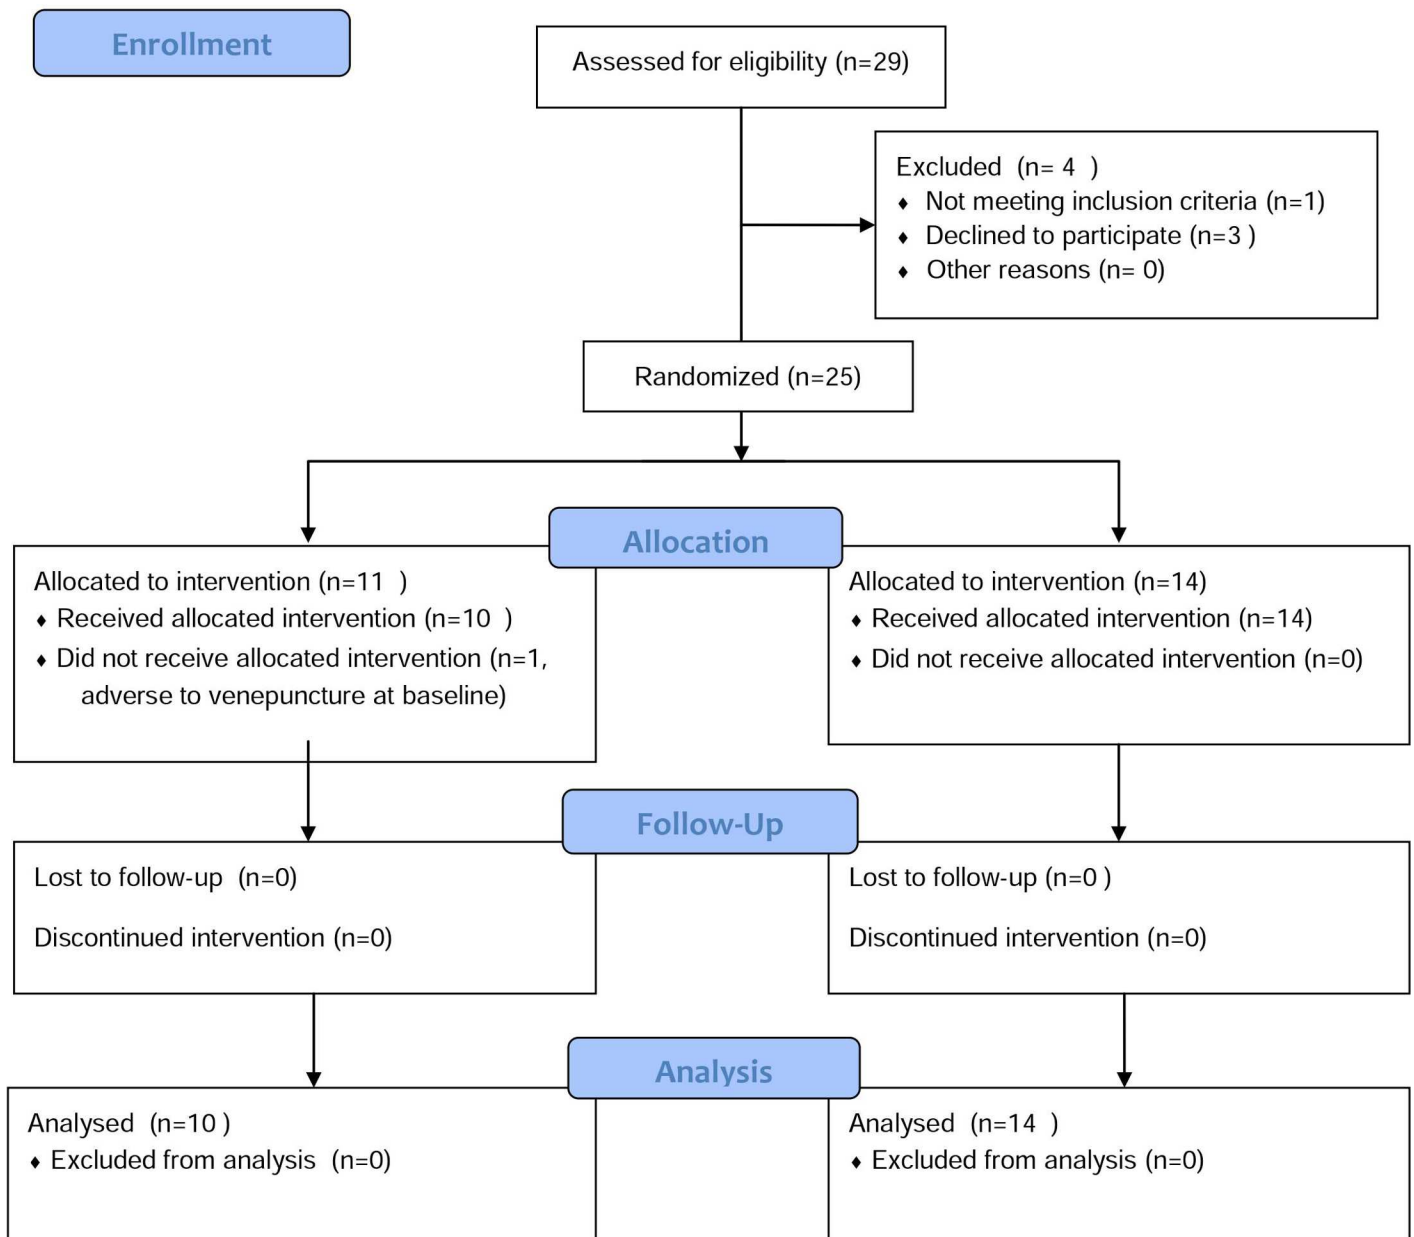 Enrollment
Assessed for eligibility (n=29)
Excluded  (n= 4  )
♦ Not meeting inclusion criteria (n=1)
♦ Declined to participate (n=3 )
♦ Other reasons (n= 0)
Randomized (n=25)
Allocation
Allocated to intervention (n=11  )
♦ Received allocated intervention (n=10  )
♦ Did not receive allocated intervention (n=1,
adverse to venepuncture at baseline)
Allocated to intervention (n=14)
♦ Received allocated intervention (n=14)
♦ Did not receive allocated intervention (n=0)
Follow-Up
Lost to follow-up  (n=0)
Discontinued intervention (n=0)
Lost to follow-up (n=0 )
Discontinued intervention (n=0)
Analysis
Analysed  (n=10 )
♦ Excluded from analysis  (n=0)
Analysed  (n=14  )
♦ Excluded from analysis (n=0)